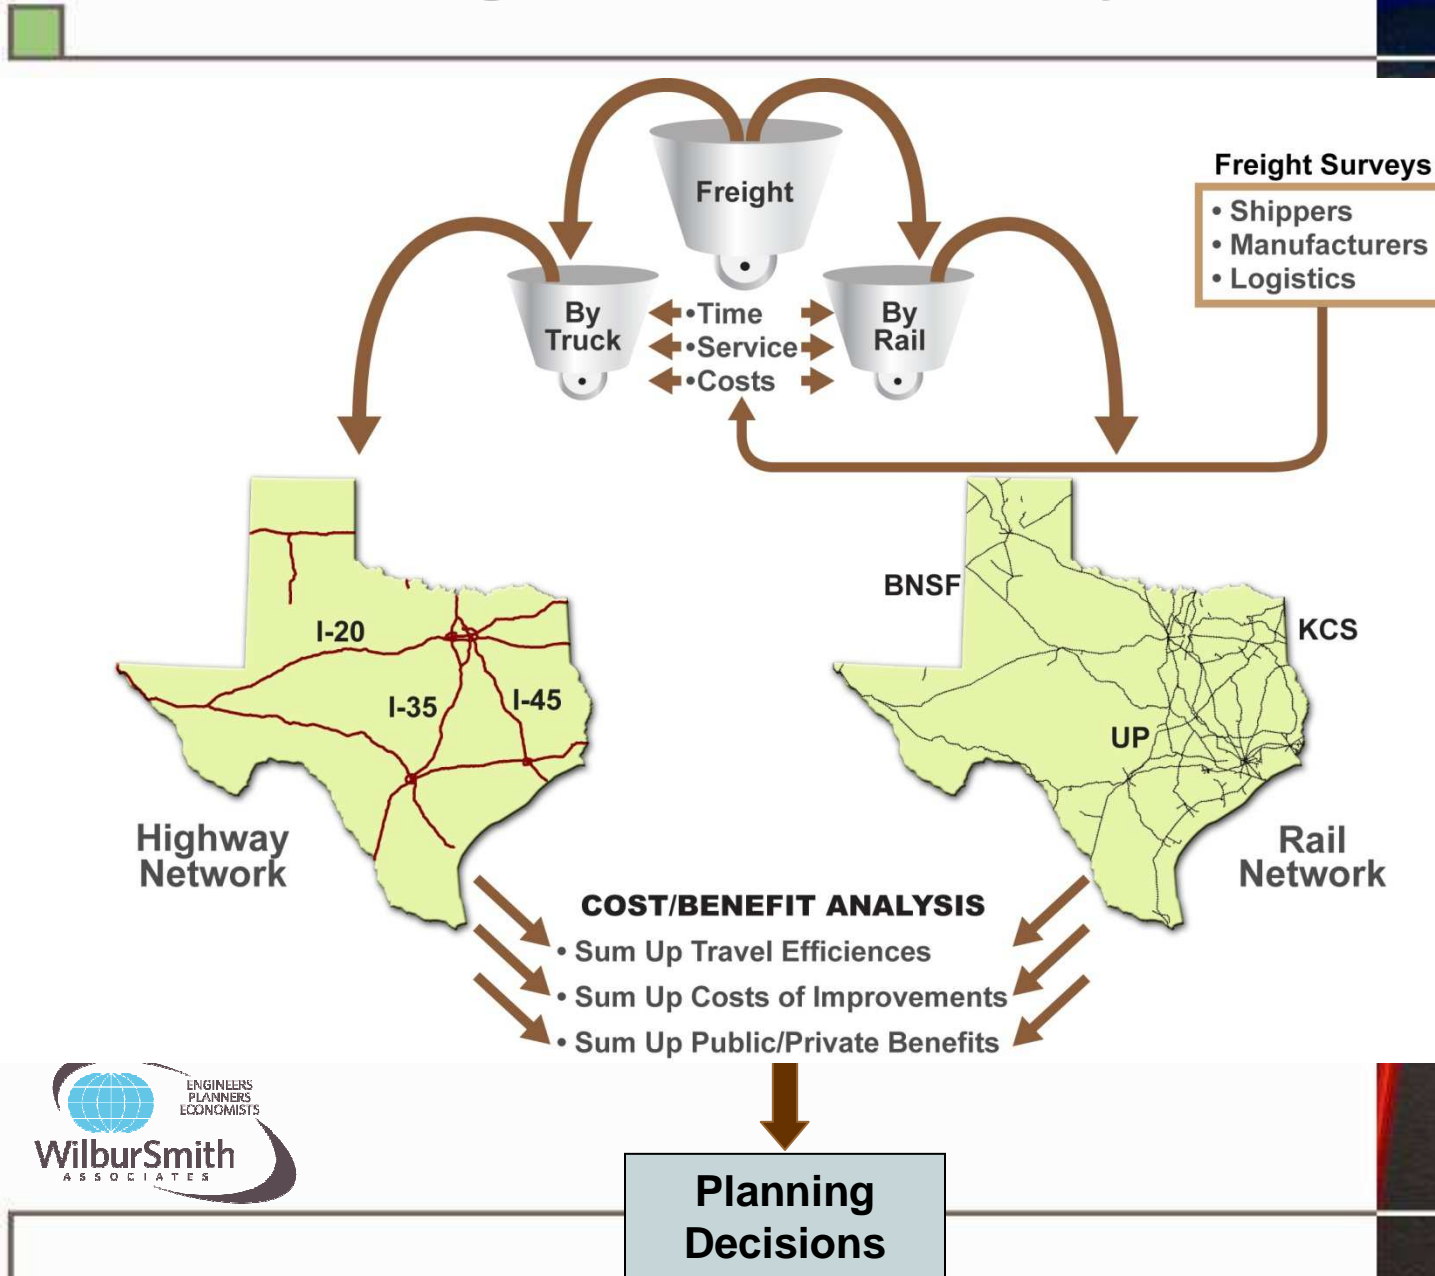 Freight
Freight Surveys
• Shippers
• Manufacturers
• Logistics
By
Truck
•Time
•Service
•Costs
By
Rail
BNSF
KCS
UP
I-20
I-35
I-45
Highway
Network
Rail
Network
COST/BENEFIT ANALYSIS
• Sum Up Travel Efficiences
• Sum Up Costs of Improvements
• Sum Up Public/Private Benefits
ENGINEERS
PLANNERS
ECONOMISTS
WilburSmith
ASSOCIATES
Planning
Decisions